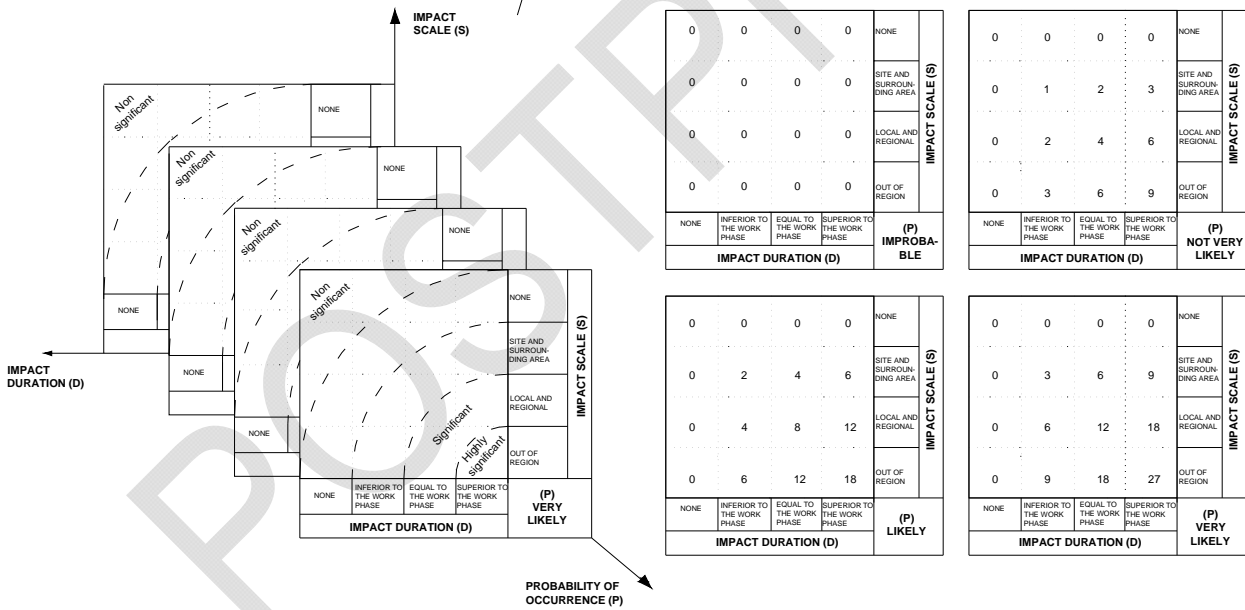 IMPACT
SCALE (S)
Non
significant
NONE
NONE
IMPACT
DURATION (D)
Non
significant
NONE
NONE
Non
significant
NONE
NONE
Non
significant
Significant
Highly
significant
NONE
SITE AND
SURROUN-
DING AREA
LOCAL AND
REGIONAL
OUT OF
REGION
IMPACT SCALE (S)
NONE
INFERIOR TO
THE WORK
PHASE
EQUAL TO
THE WORK
PHASE
SUPERIOR TO
THE WORK
PHASE
IMPACT DURATION (D)
(P)
VERY
LIKELY
PROBABILITY OF
OCCURRENCE (P)
0 0 0 0 NONE
0 0 0 0 SITE AND
SURROUN-
DING AREA
0 0 0 0 LOCAL AND
REGIONAL
0 0 0 0 OUT OF
REGION
IMPACT SCALE (S)
NONE
INFERIOR TO
THE WORK
PHASE
EQUAL TO
THE WORK
PHASE
SUPERIOR TO
THE WORK
PHASE
IMPACT DURATION (D)
(P)
IMPROBA-
BLE
0 0 0 0 NONE
0 1 2 3 SITE AND
SURROUN-
DING AREA
0 2 4 6 LOCAL AND
REGIONAL
0 3 6 9 OUT OF
REGION
IMPACT SCALE (S)
NONE
INFERIOR TO
THE WORK
PHASE
EQUAL TO
THE WORK
PHASE
SUPERIOR TO
THE WORK
PHASE
IMPACT DURATION (D)
(P)
NOT VERY
LIKELY
0 0 0 0 NONE
0 2 4 6 SITE AND
SURROUN-
DING AREA
0 4 8 12 LOCAL AND
REGIONAL
0 6 12 18 OUT OF
REGION
IMPACT SCALE (S)
NONE
INFERIOR TO
THE WORK
PHASE
EQUAL TO
THE WORK
PHASE
SUPERIOR TO
THE WORK
PHASE
IMPACT DURATION (D)
(P)
LIKELY
0 0 0 0 NONE
0 3 6 9 SITE AND
SURROUN-
DING AREA
0 6 12 18 LOCAL AND
REGIONAL
0 9 18 27 OUT OF
REGION
IMPACT SCALE (S)
NONE
INFERIOR TO
THE WORK
PHASE
EQUAL TO
THE WORK
PHASE
SUPERIOR TO
THE WORK
PHASE
IMPACT DURATION (D)
(P)
VERY
LIKELY
POSTPI